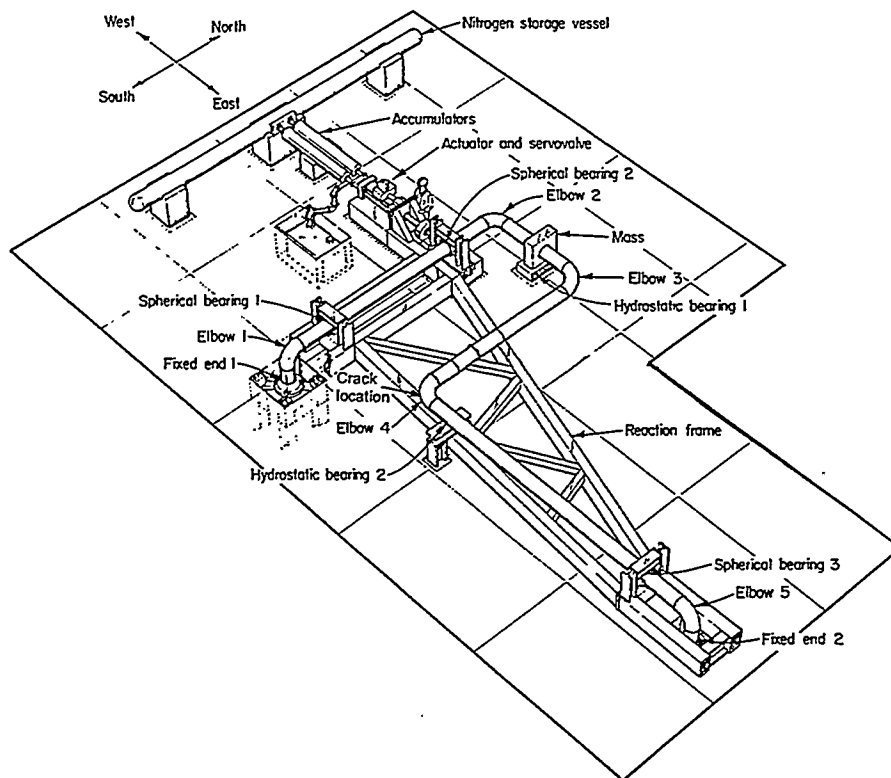 Nitrogen storage vessel
West
North
South
East
Accumulators
Actuator and servovalve
Spherical bearing 2
Elbow 2
Mass
Elbow 3
Hydrostatic bearing 1
Spherical bearing 1
Elbow 1
Fixed end 1
Crack
location
Elbow 4
Reaction frame
Hydrostatic bearing 2
Spherical bearing 3
Elbow 5
Fixed end 2